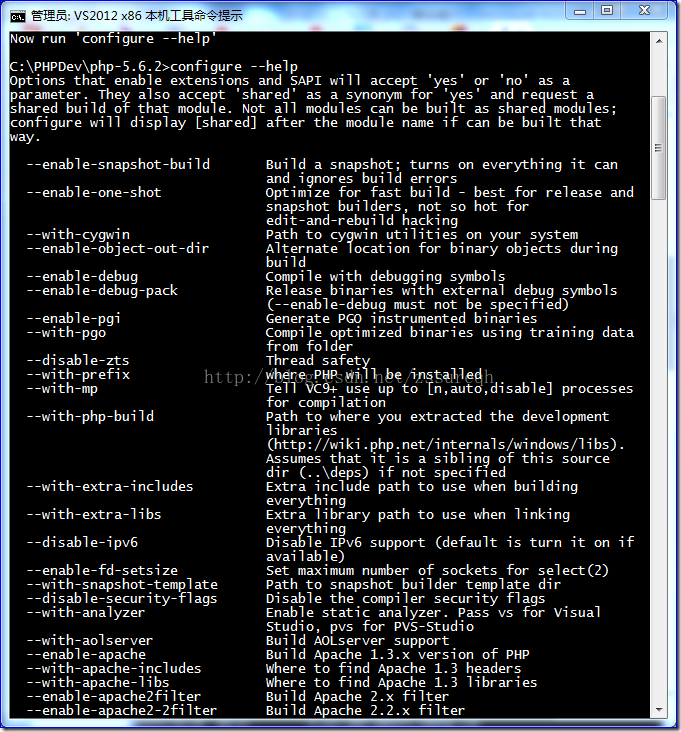 管理员: VS2012 x86 本机工具命令提示
Now run 'configure --help'
C:\PHPDev\php-5.6.2>configure --help
Options that enable extensions and SAPI will accept 'yes' or 'no' as a
parameter. They also accept 'shared' as a synonym for 'yes' and request a
shared build of that module. Not all modules can be built as shared modules;
configure will display [shared] after the module name if can be built that
way.
--enable-snapshot-build Build a snapshot; turns on everything it can
and ignores build errors
--enable-one-shot Optimize for fast build - best for release and
snapshot builders, not so hot for
edit-and-rebuild hacking
--with-cygwin Path to cygwin utilities on your system
--enable-object-out-dir Alternate location for binary objects during
build
--enable-debug Compile with debugging symbols
--enable-debug-pack Release binaries with external debug symbols
(--enable-debug must not be specified)
--enable-pgi Generate PGO instrumented binaries
--with-pgo Compile optimized binaries using training data
from folder
--disable-zts Thread safety
--with-prefix where PHP will be installed
--with-mp Tell VC9+ use up to [n,auto,disable] processes
for compilation
--with-php-build Path to where you extracted the development
libraries
(http://wiki.php.net/internals/windows/libs).
Assumes that it is a sibling of this source
dir (..\deps) if not specified
--with-extra-includes Extra include path to use when building
everything
--with-extra-libs Extra library path to use when linking
everything
--disable-ipv6 Disable IPv6 support (default is turn it on if
available)
--enable-fd-setsize Set maximum number of sockets for select(2)
--with-snapshot-template Path to snapshot builder template dir
--disable-security-flags Disable the compiler security flags
--with-analyzer Enable static analyzer. Pass vs for Visual
Studio, pvs for PVS-Studio
--with-aolserver Build AOLserver support
--enable-apache Build Apache 1.3.x version of PHP
--with-apache-includes Where to find Apache 1.3 headers
--with-apache-libs Where to find Apache 1.3 libraries
--enable-apache2filter Build Apache 2.x filter
--enable-apache2-2filter Build Apache 2.2.x filter